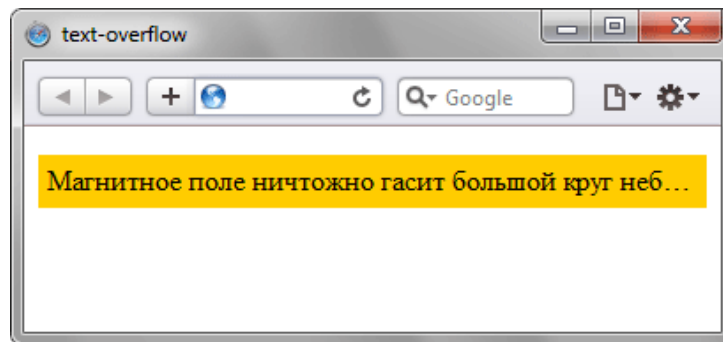 text-overflow
Google
Магнитное поле ничтожно гасит большой круг неб…